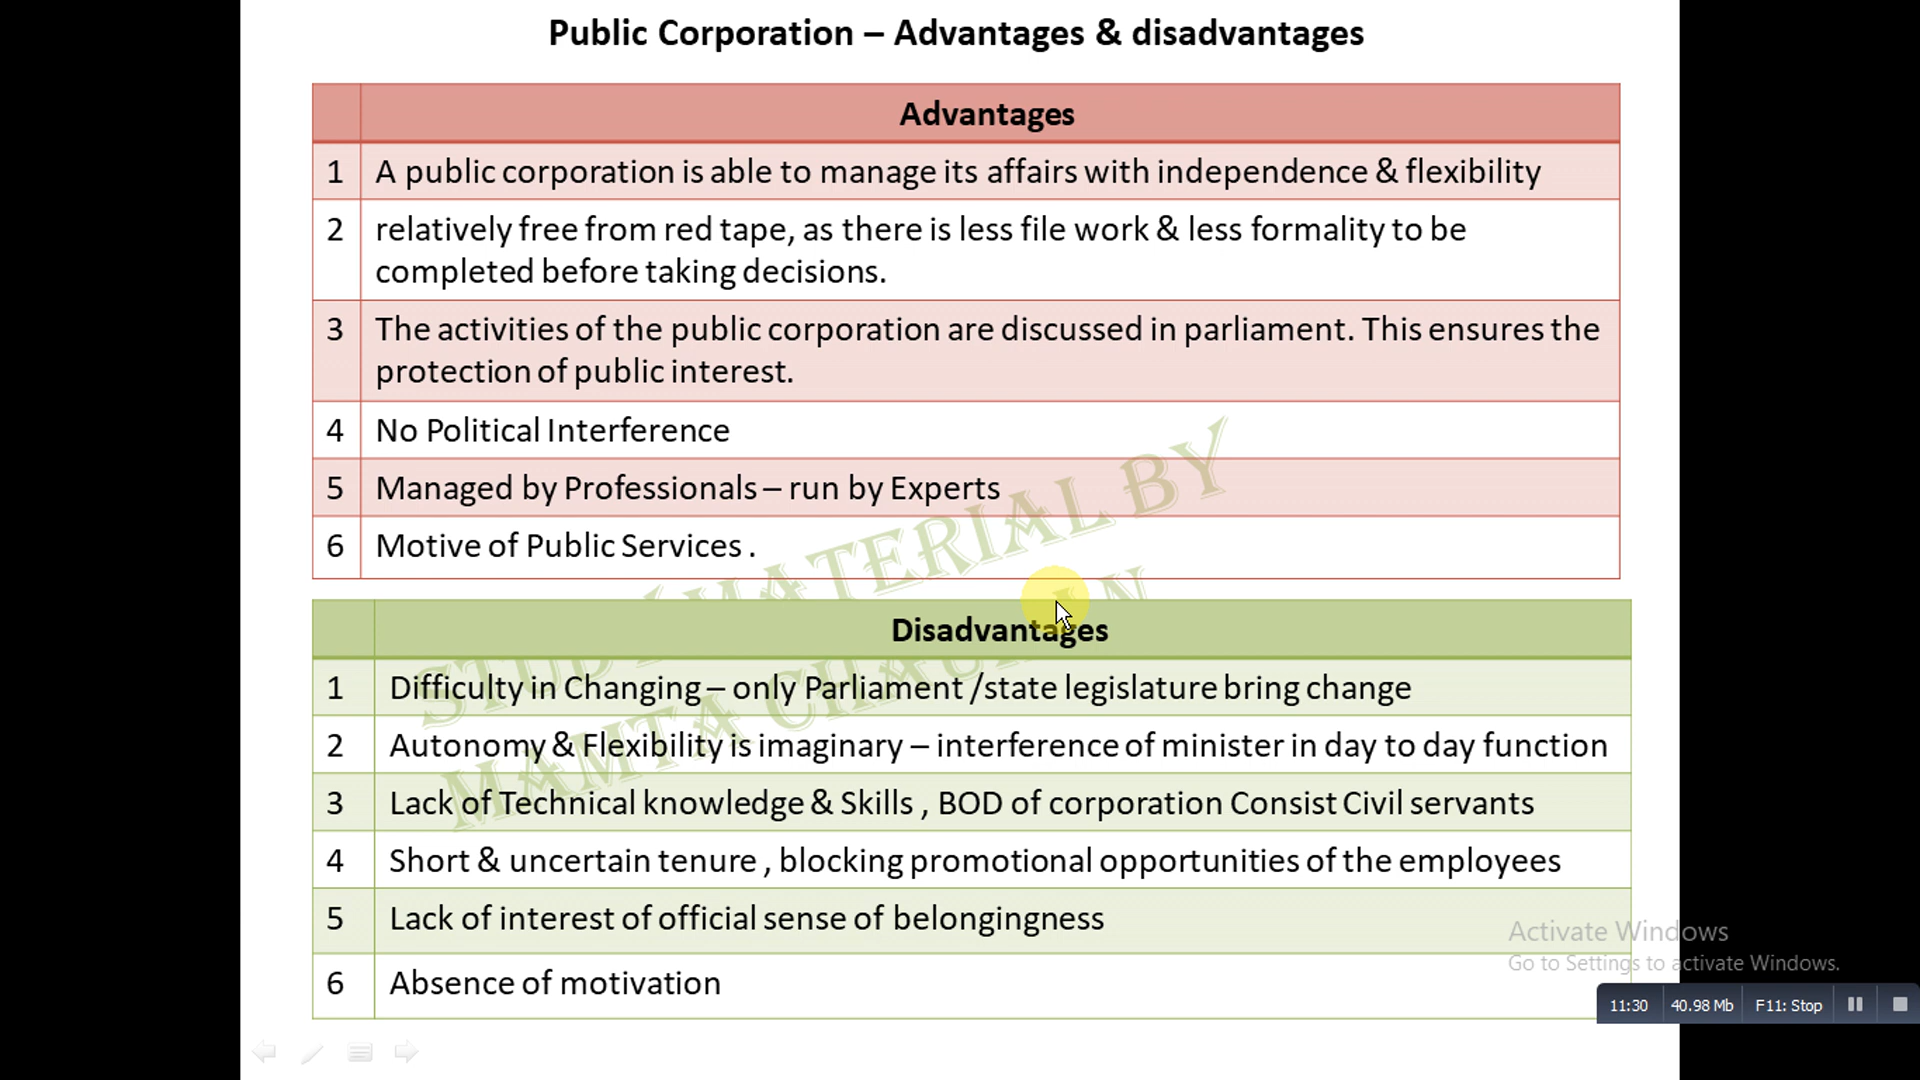 Public Corporation – Advantages & disadvantages
Advantages
1 A public corporation is able to manage its affairs with independence & flexibility
2 relatively free from red tape, as there is less file work & less formality to be
completed before taking decisions.
3 The activities of the public corporation are discussed in parliament. This ensures the
protection of public interest.
4 No Political Interference
5 Managed by Professionals – run by Experts
6 Motive of Public Services .
STUDY MATERIAL BY
MAMTA CHAUHAN
Disadvantages
1 Difficulty in Changing – only Parliament /state legislature bring change
2 Autonomy & Flexibility is imaginary – interference of minister in day to day function
3 Lack of Technical knowledge & Skills , BOD of corporation Consist Civil servants
4 Short & uncertain tenure , blocking promotional opportunities of the employees
5 Lack of interest of official sense of belongingness
6 Absence of motivation
Activate Windows
Go to Settings to activate Windows.
11:30 40.98 Mb F11: Stop